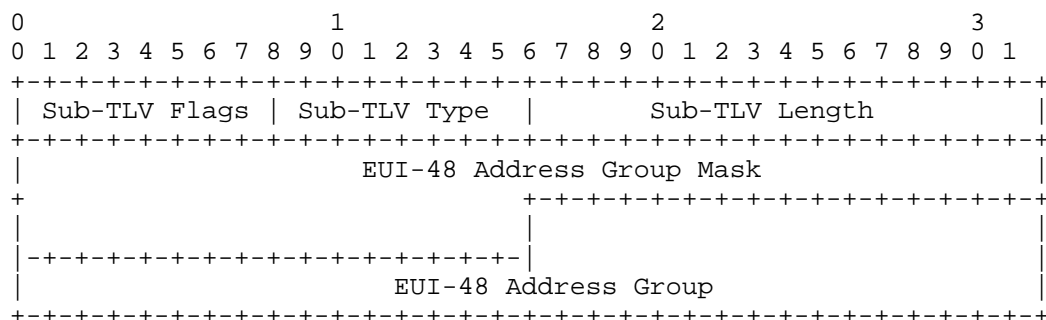 0                   1                   2                   3
0 1 2 3 4 5 6 7 8 9 0 1 2 3 4 5 6 7 8 9 0 1 2 3 4 5 6 7 8 9 0 1
+-+-+-+-+-+-+-+-+-+-+-+-+-+-+-+-+-+-+-+-+-+-+-+-+-+-+-+-+-+-+-+-+
| Sub-TLV Flags | Sub-TLV Type  |       Sub-TLV Length          |
+-+-+-+-+-+-+-+-+-+-+-+-+-+-+-+-+-+-+-+-+-+-+-+-+-+-+-+-+-+-+-+-+
|                     EUI-48 Address Group Mask                 |
+                               +-+-+-+-+-+-+-+-+-+-+-+-+-+-+-+-+
|                               |                               |
|-+-+-+-+-+-+-+-+-+-+-+-+-+-+-+-|                               |
|                       EUI-48 Address Group                    |
+-+-+-+-+-+-+-+-+-+-+-+-+-+-+-+-+-+-+-+-+-+-+-+-+-+-+-+-+-+-+-+-+